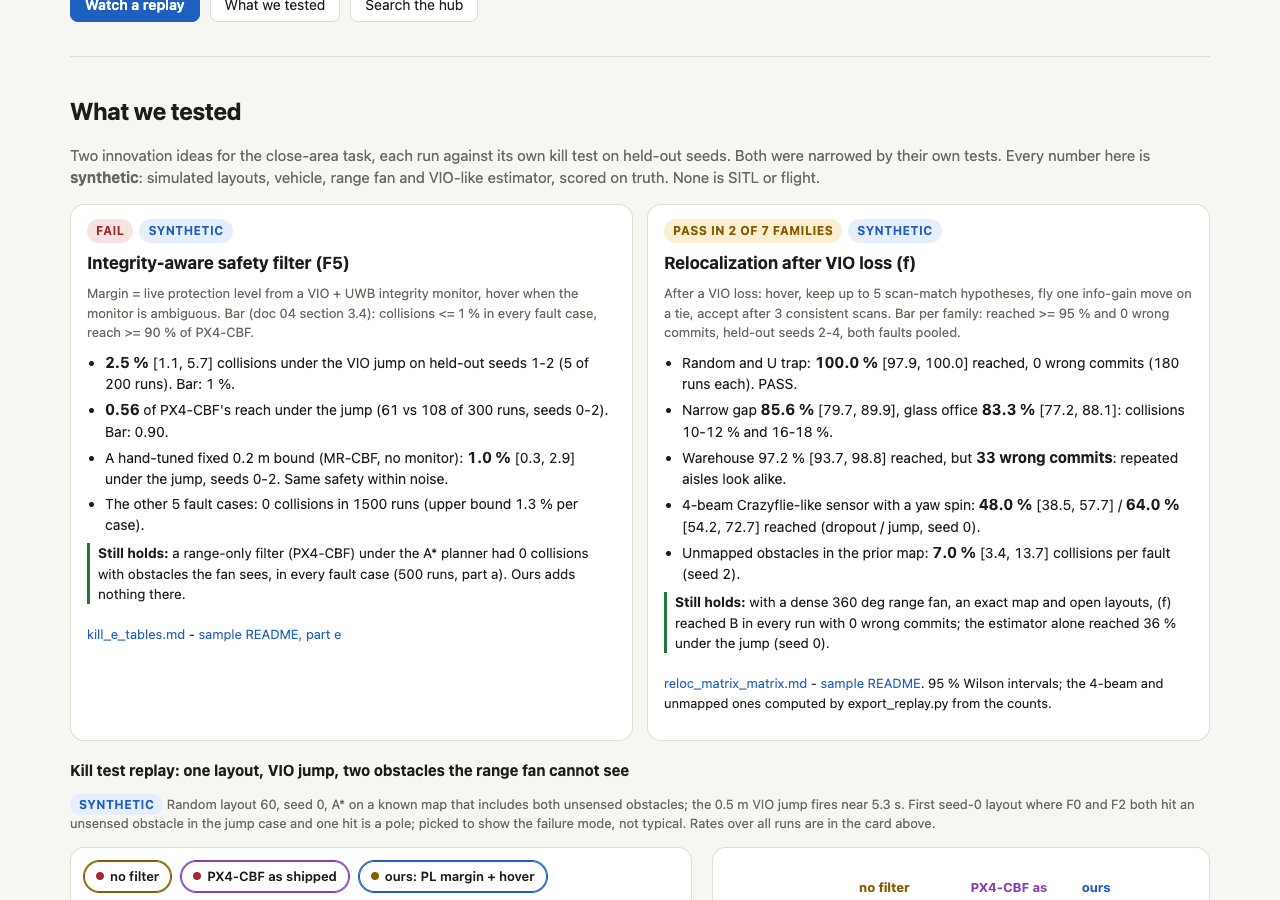 Watch a replay
What we tested
Search the hub
What we tested
Two innovation ideas for the close-area task, each run against its own kill test on held-out seeds. Both were narrowed by their own tests. Every number here is
synthetic: simulated layouts, vehicle, range fan and VIO-like estimator, scored on truth. None is SITL or flight.
FAIL
SYNTHETIC
Integrity-aware safety filter (F5)
Margin = live protection level from a VIO + UWB integrity monitor, hover when the
monitor is ambiguous. Bar (doc 04 section 3.4): collisions <= 1 % in every fault case,
reach >= 90 % of PX4-CBF.
• 2.5 % [1.1, 5.7] collisions under the VIO jump on held-out seeds 1-2 (5 of
200 runs). Bar: 1 %.
• 0.56 of PX4-CBF's reach under the jump (61 vs 108 of 300 runs, seeds 0-2).
Bar: 0.90.
• A hand-tuned fixed 0.2 m bound (MR-CBF, no monitor): 1.0 % [0.3, 2.9]
under the jump, seeds 0-2. Same safety within noise.
• The other 5 fault cases: 0 collisions in 1500 runs (upper bound 1.3 % per
case).
Still holds: a range-only filter (PX4-CBF) under the A* planner had 0 collisions
with obstacles the fan sees, in every fault case (500 runs, part a). Ours adds
nothing there.
kill_e_tables.md - sample README, part e
PASS IN 2 OF 7 FAMILIES
SYNTHETIC
Relocalization after VIO loss (f)
After a VIO loss: hover, keep up to 5 scan-match hypotheses, fly one info-gain move on
a tie, accept after 3 consistent scans. Bar per family: reached >= 95 % and 0 wrong
commits, held-out seeds 2-4, both faults pooled.
• Random and U trap: 100.0 % [97.9, 100.0] reached, 0 wrong commits (180
runs each). PASS.
• Narrow gap 85.6 % [79.7, 89.9], glass office 83.3 % [77.2, 88.1]: collisions
10-12 % and 16-18 %.
• Warehouse 97.2 % [93.7, 98.8] reached, but 33 wrong commits: repeated
aisles look alike.
• 4-beam Crazyflie-like sensor with a yaw spin: 48.0 % [38.5, 57.7] / 64.0 %
[54.2, 72.7] reached (dropout / jump, seed 0).
• Unmapped obstacles in the prior map: 7.0 % [3.4, 13.7] collisions per fault
(seed 2).
Still holds: with a dense 360 deg range fan, an exact map and open layouts, (f)
reached B in every run with 0 wrong commits; the estimator alone reached 36 %
under the jump (seed 0).
reloc_matrix_matrix.md - sample README. 95 % Wilson intervals; the 4-beam and
unmapped ones computed by export_replay.py from the counts.
Kill test replay: one layout, VIO jump, two obstacles the range fan cannot see
SYNTHETIC Random layout 60, seed 0, A* on a known map that includes both unsensed obstacles; the 0.5 m VIO jump fires near 5.3 s. First seed-0 layout where F0 and F2 both hit an
unsensed obstacle in the jump case and one hit is a pole; picked to show the failure mode, not typical. Rates over all runs are in the card above.
no filter
PX4-CBF as shipped
ours: PL margin + hover
no filter
PX4-CBF as
ours